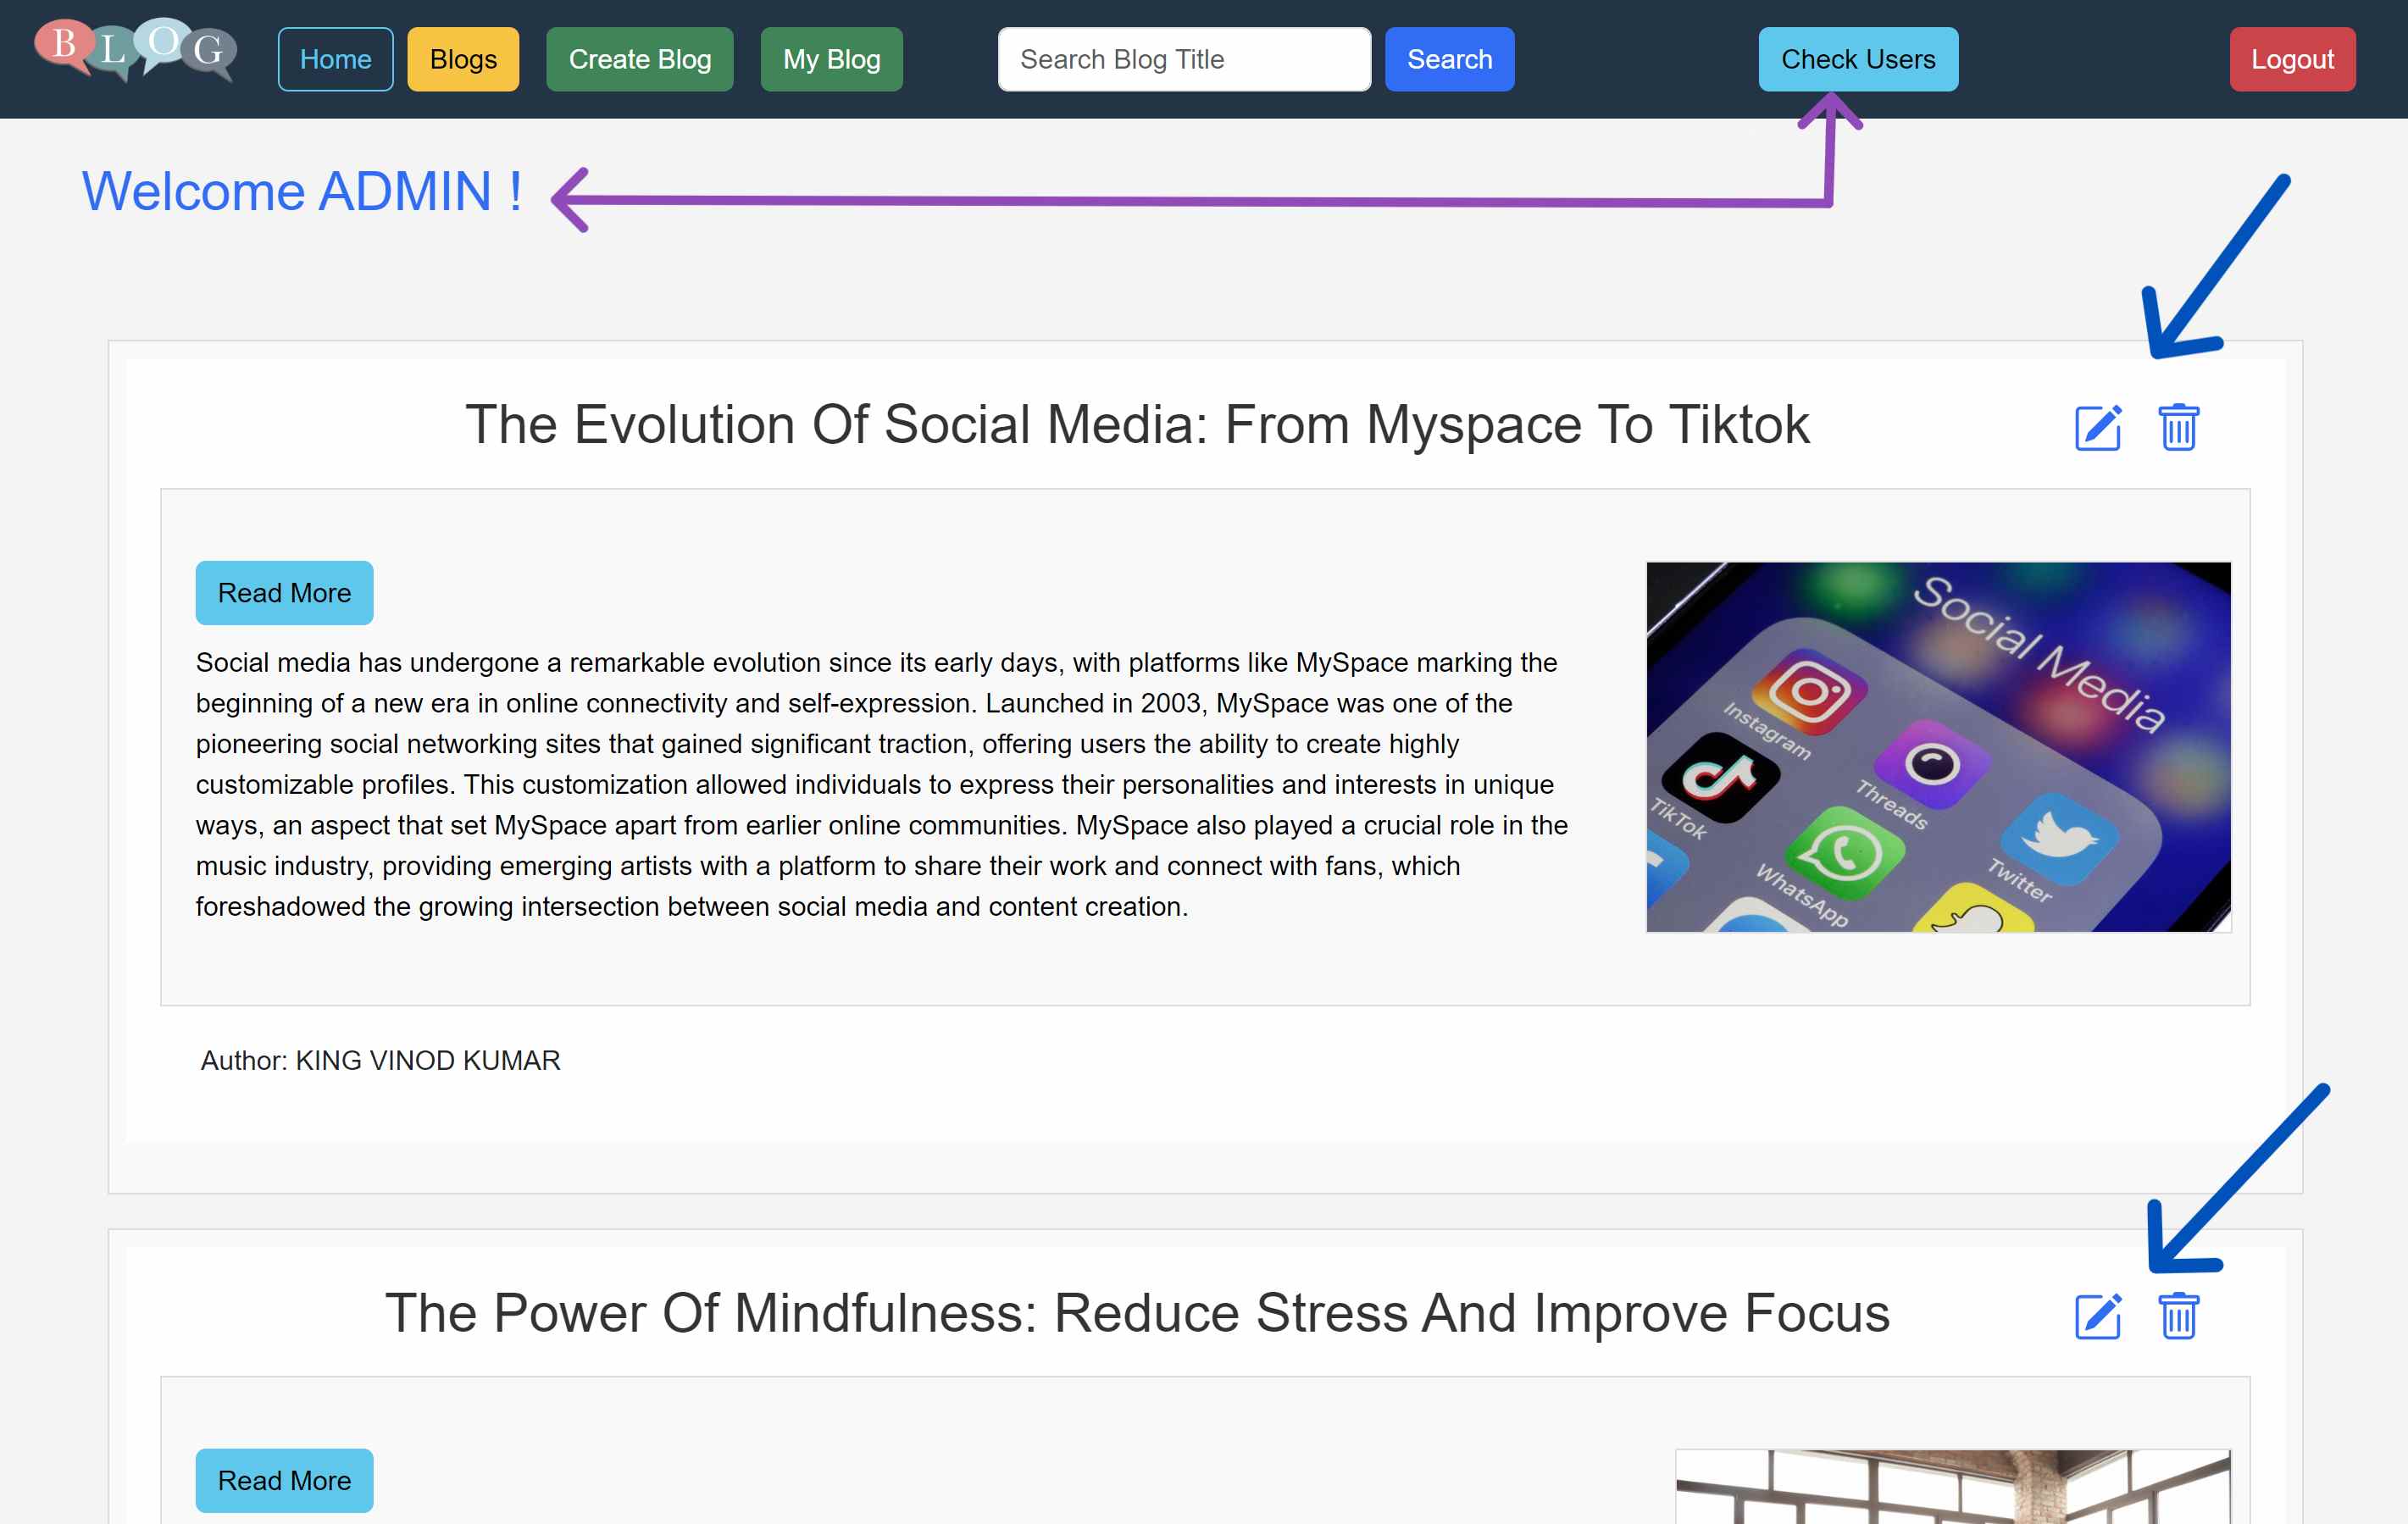 BLOG
Home
Blogs
Create Blog
My Blog
Search Blog Title
Search
Check Users
Logout
Welcome ADMIN !
The Evolution Of Social Media: From Myspace To Tiktok
Read More
Social media has undergone a remarkable evolution since its early days, with platforms like MySpace marking the
beginning of a new era in online connectivity and self-expression. Launched in 2003, MySpace was one of the
pioneering social networking sites that gained significant traction, offering users the ability to create highly
customizable profiles. This customization allowed individuals to express their personalities and interests in unique
ways, an aspect that set MySpace apart from earlier online communities. MySpace also played a crucial role in the
music industry, providing emerging artists with a platform to share their work and connect with fans, which
foreshadowed the growing intersection between social media and content creation.
Social Media
Instagram
Threads
Twitter
TikTok
WhatsApp
Author: KING VINOD KUMAR
The Power Of Mindfulness: Reduce Stress And Improve Focus
Read More